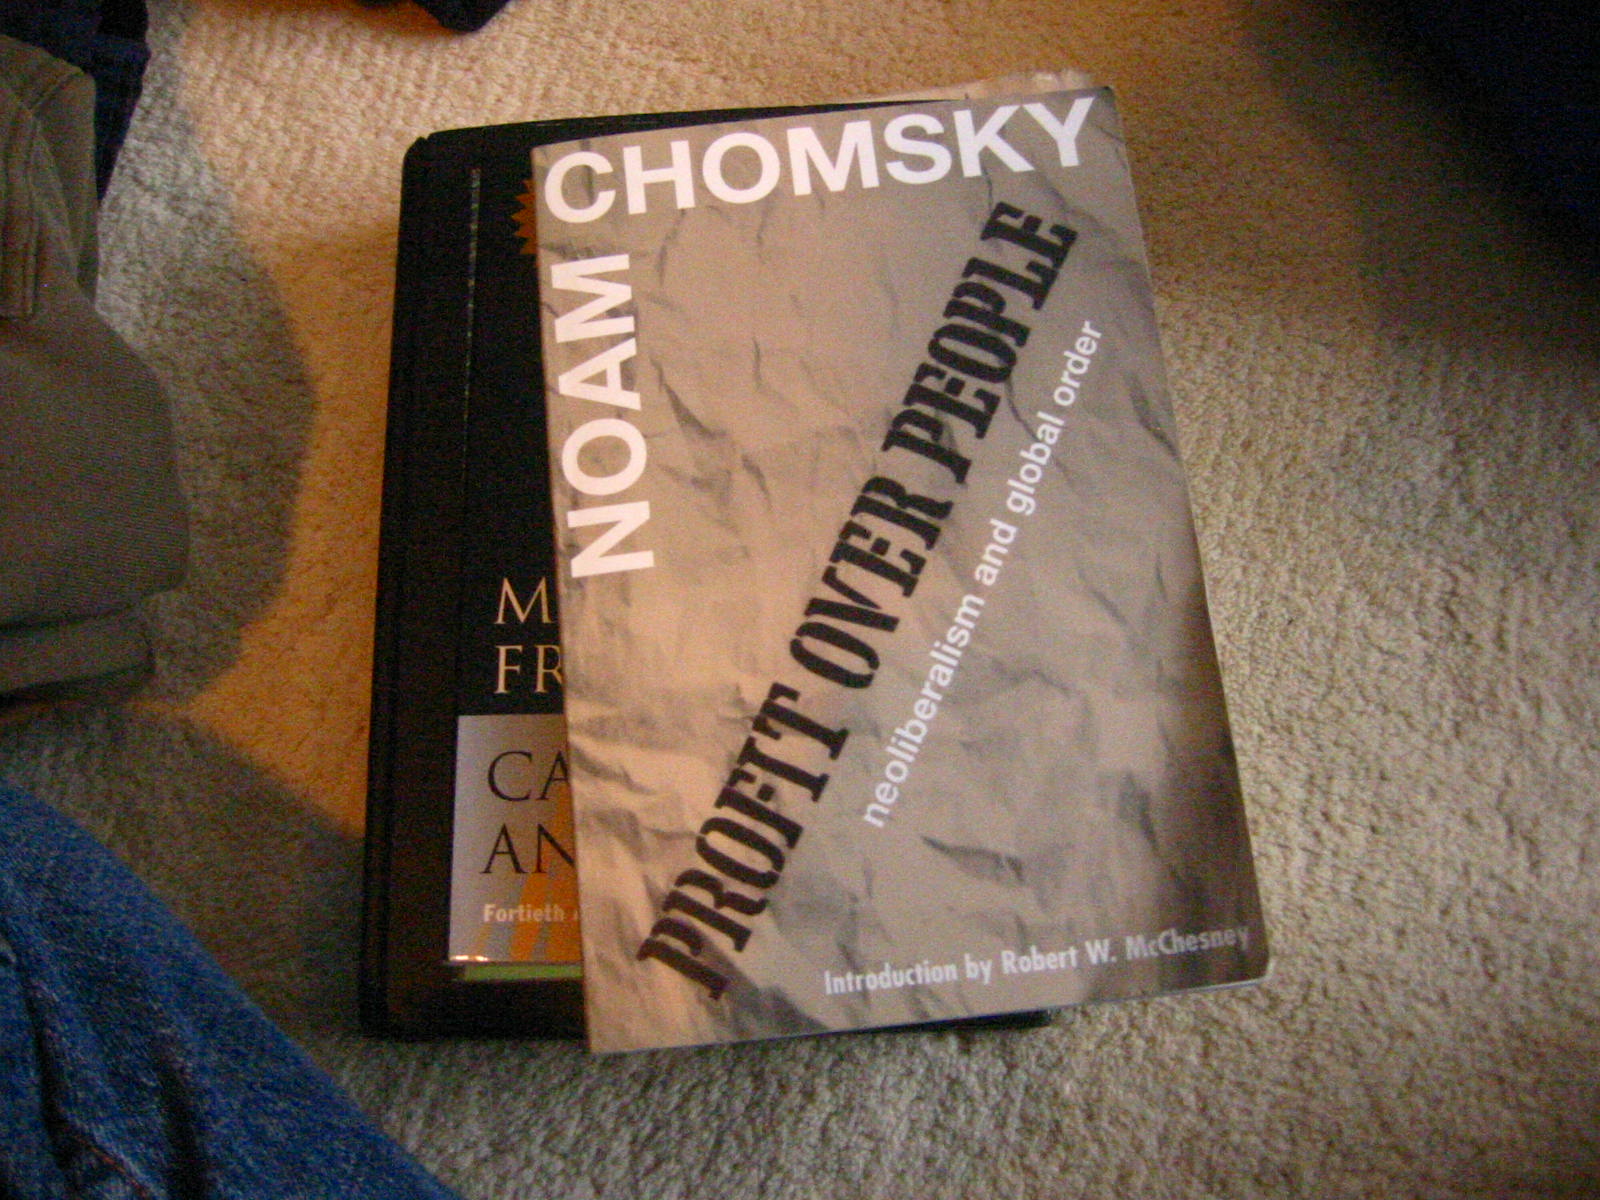 NOAM
CHOMSKY
PROFIT OVER PEOPLE
neoliberalism and global order
Introduction by Robert W. McChesney
M
FR
CA
AN
Fortieth